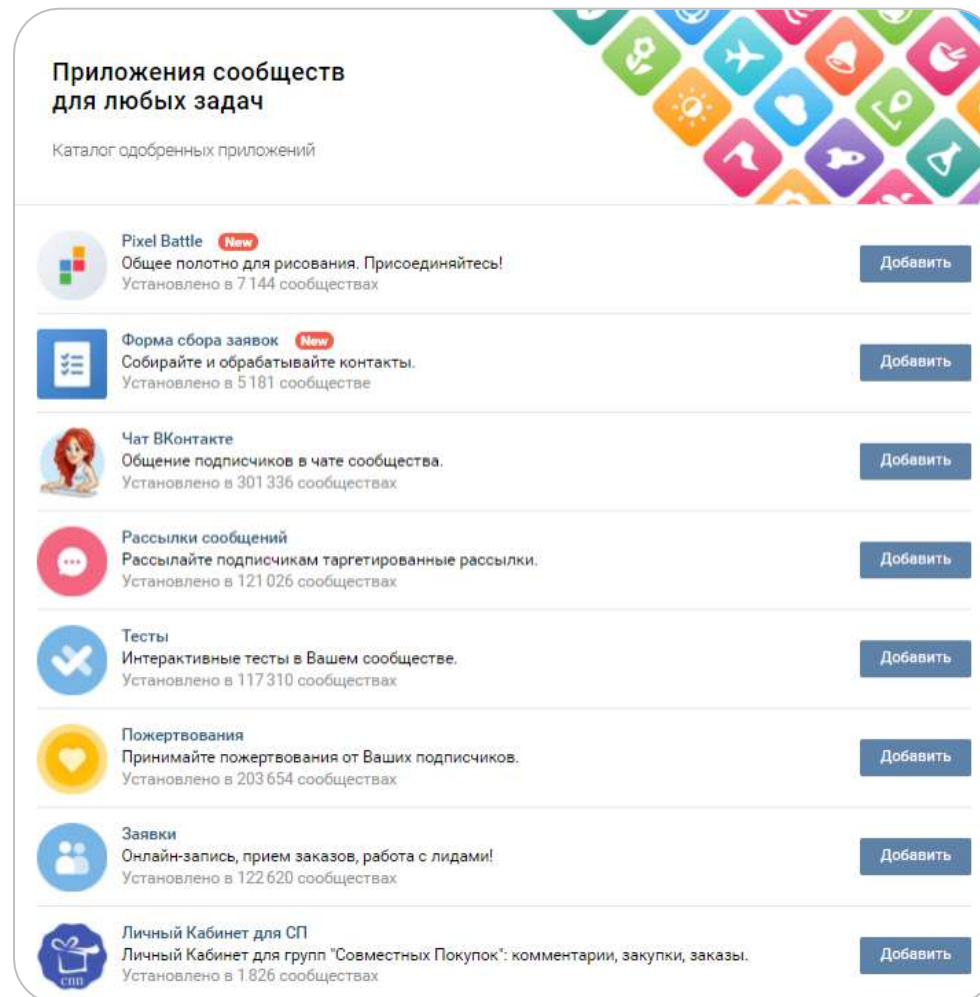 Приложения сообществ
для любых задач
Каталог одобренных приложений
Pixel Battle New
Общее полотно для рисования. Присоединяйтесь!
Установлено в 7 144 сообществах
Добавить
Форма сбора заявок New
Собирайте и обрабатывайте контакты.
Установлено в 5 181 сообществе
Добавить
Чат ВКонтакте
Общение подписчиков в чате сообщества.
Установлено в 301 336 сообществах
Добавить
Рассылки сообщений
Рассылайте подписчикам таргетированные рассылки.
Установлено в 121 026 сообществах
Добавить
Тесты
Интерактивные тесты в Вашем сообществе.
Установлено в 117 310 сообществах
Добавить
Пожертвования
Принимайте пожертвования от Ваших подписчиков.
Установлено в 203 654 сообществах
Добавить
Заявки
Онлайн-запись, прием заказов, работа с лидами!
Установлено в 122 620 сообществах
Добавить
спп
Личный Кабинет для СП
Личный Кабинет для групп "Совместных Покупок": комментарии, закупки, заказы.
Установлено в 1 826 сообществах
Добавить